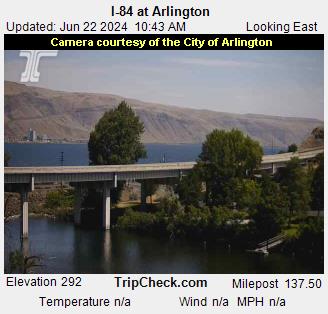 I-84 at Arlington
Updated: Jun 22 2024 10:43 AM Looking East
Camera courtesy of the City of Arlington
Elevation 292 TripCheck.com Milepost 137.50
Temperature n/a Wind n/a MPH n/a